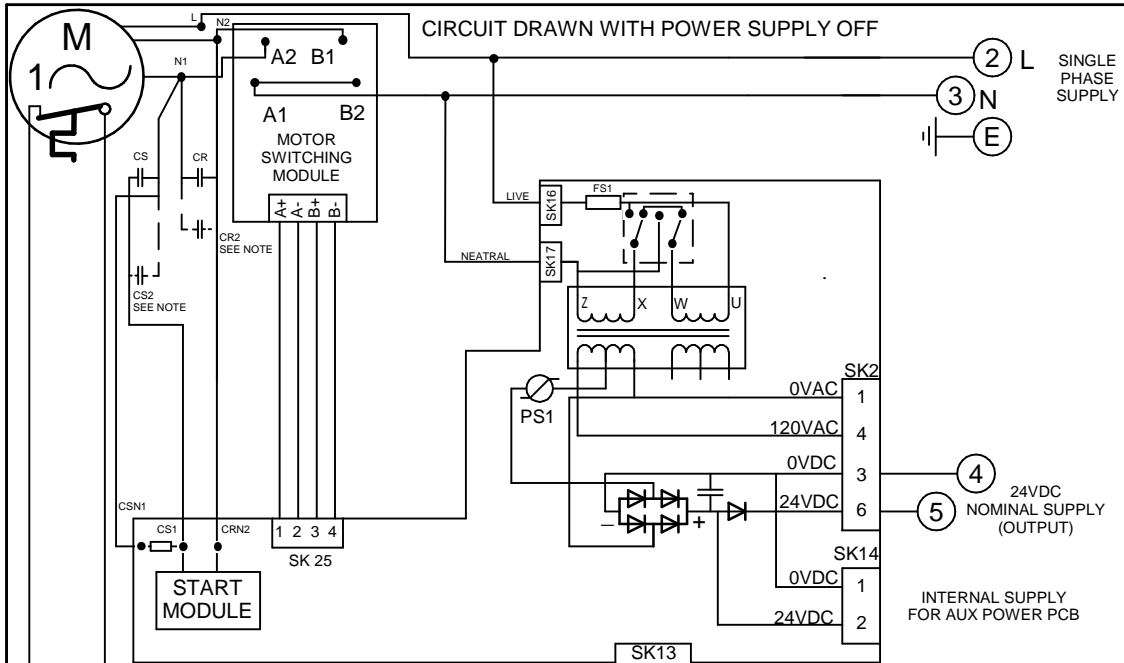 CIRCUIT DRAWN WITH POWER SUPPLY OFF
M
1
L
N2
N1
A2 B1
A1 B2
MOTOR
SWITCHING
MODULE
A+ A- B+ B-
2 L
3 N
E
SINGLE
PHASE
SUPPLY
CS
CR
CR2
SEE NOTE
CS2
SEE NOTE
LIVE
SK16
FS1
NEATRAL
SK17
Z X W U
PS1
SK2
0VAC 1
120VAC 4
0VDC 3
24VDC 6
4
5
24VDC
NOMINAL SUPPLY
(OUTPUT)
– +
SK14
0VDC 1
24VDC 2
INTERNAL SUPPLY
FOR AUX POWER PCB
CSN1
CS1
CRN2
1 2 3 4
SK 25
START
MODULE
SK13